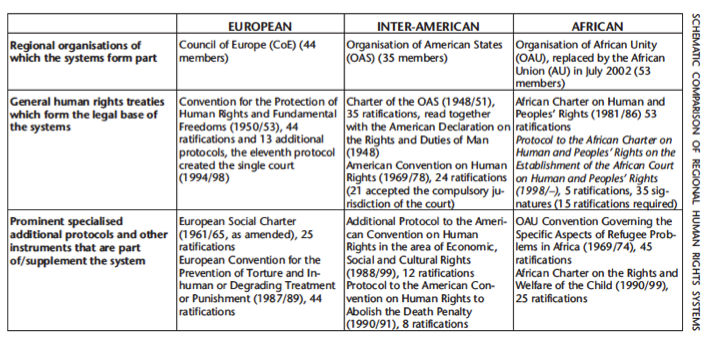 EUROPEAN
INTER-AMERICAN
AFRICAN
Regional organisations of
which the systems form part
Council of Europe (CoE) (44
members)
Organisation of American States
(OAS) (35 members)
Organisation of African Unity
(OAU), replaced by the African
Union (AU) in July 2002 (53
members)
General human rights treaties
which form the legal base of
the systems
Convention for the Protection of
Human Rights and Fundamental
Freedoms (1950/53), 44
ratifications and 13 additional
protocols, the eleventh protocol
created the single court
(1994/98)
Charter of the OAS (1948/51),
35 ratifications, read together
with the American Declaration on
the Rights and Duties of Man
(1948)
American Convention on Human
Rights (1969/78), 24 ratifications
(21 accepted the compulsory ju-
risdiction of the court)
African Charter on Human and
Peoples' Rights (1981/86) 53
ratifications
Protocol to the African Charter on
Human and Peoples' Rights on the
Establishment of the African Court
on Human and Peoples' Rights
(1998/–), 5 ratifications, 35 sig-
natures (15 ratifications required)
Prominent specialised
additional protocols and other
instruments that are part
of/supplement the system
European Social Charter
(1961/65, as amended), 25
ratifications
European Convention for the
Prevention of Torture and In-
human or Degrading Treatment
or Punishment (1987/89), 44
ratifications
Additional Protocol to the Ameri-
can Convention on Human
Rights in the area of Economic,
Social and Cultural Rights
(1988/99), 12 ratifications
Protocol to the American Con-
vention on Human Rights to
Abolish the Death Penalty
(1990/91), 8 ratifications
OAU Convention Governing the
Specific Aspects of Refugee Prob-
lems in Africa (1969/74), 45
ratifications
African Charter on the Rights and
Welfare of the Child (1990/99),
25 ratifications
SCHEMATIC COMPARISON OF REGIONAL HUMAN RIGHTS SYSTEMS